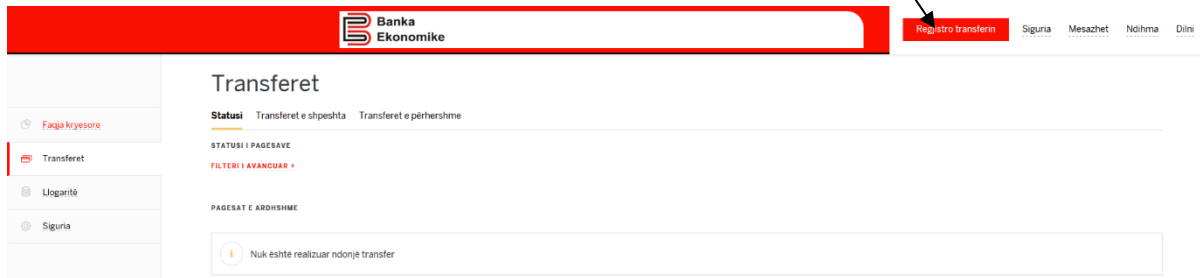 Banka
Ekonomike
Regjistro transferin Siguria Mesazhet Ndihma Dilni
Transferet
Statusi Transferet e shpeshta Transferet e përhershme
Faqja kryesore
Transferet
Llogaritë
Siguria
STATUSI I PAGESAVE
FILTERI I AVANCUAR +
PAGESAT E ARDHSHME
Nuk është realizuar ndonjë transfer